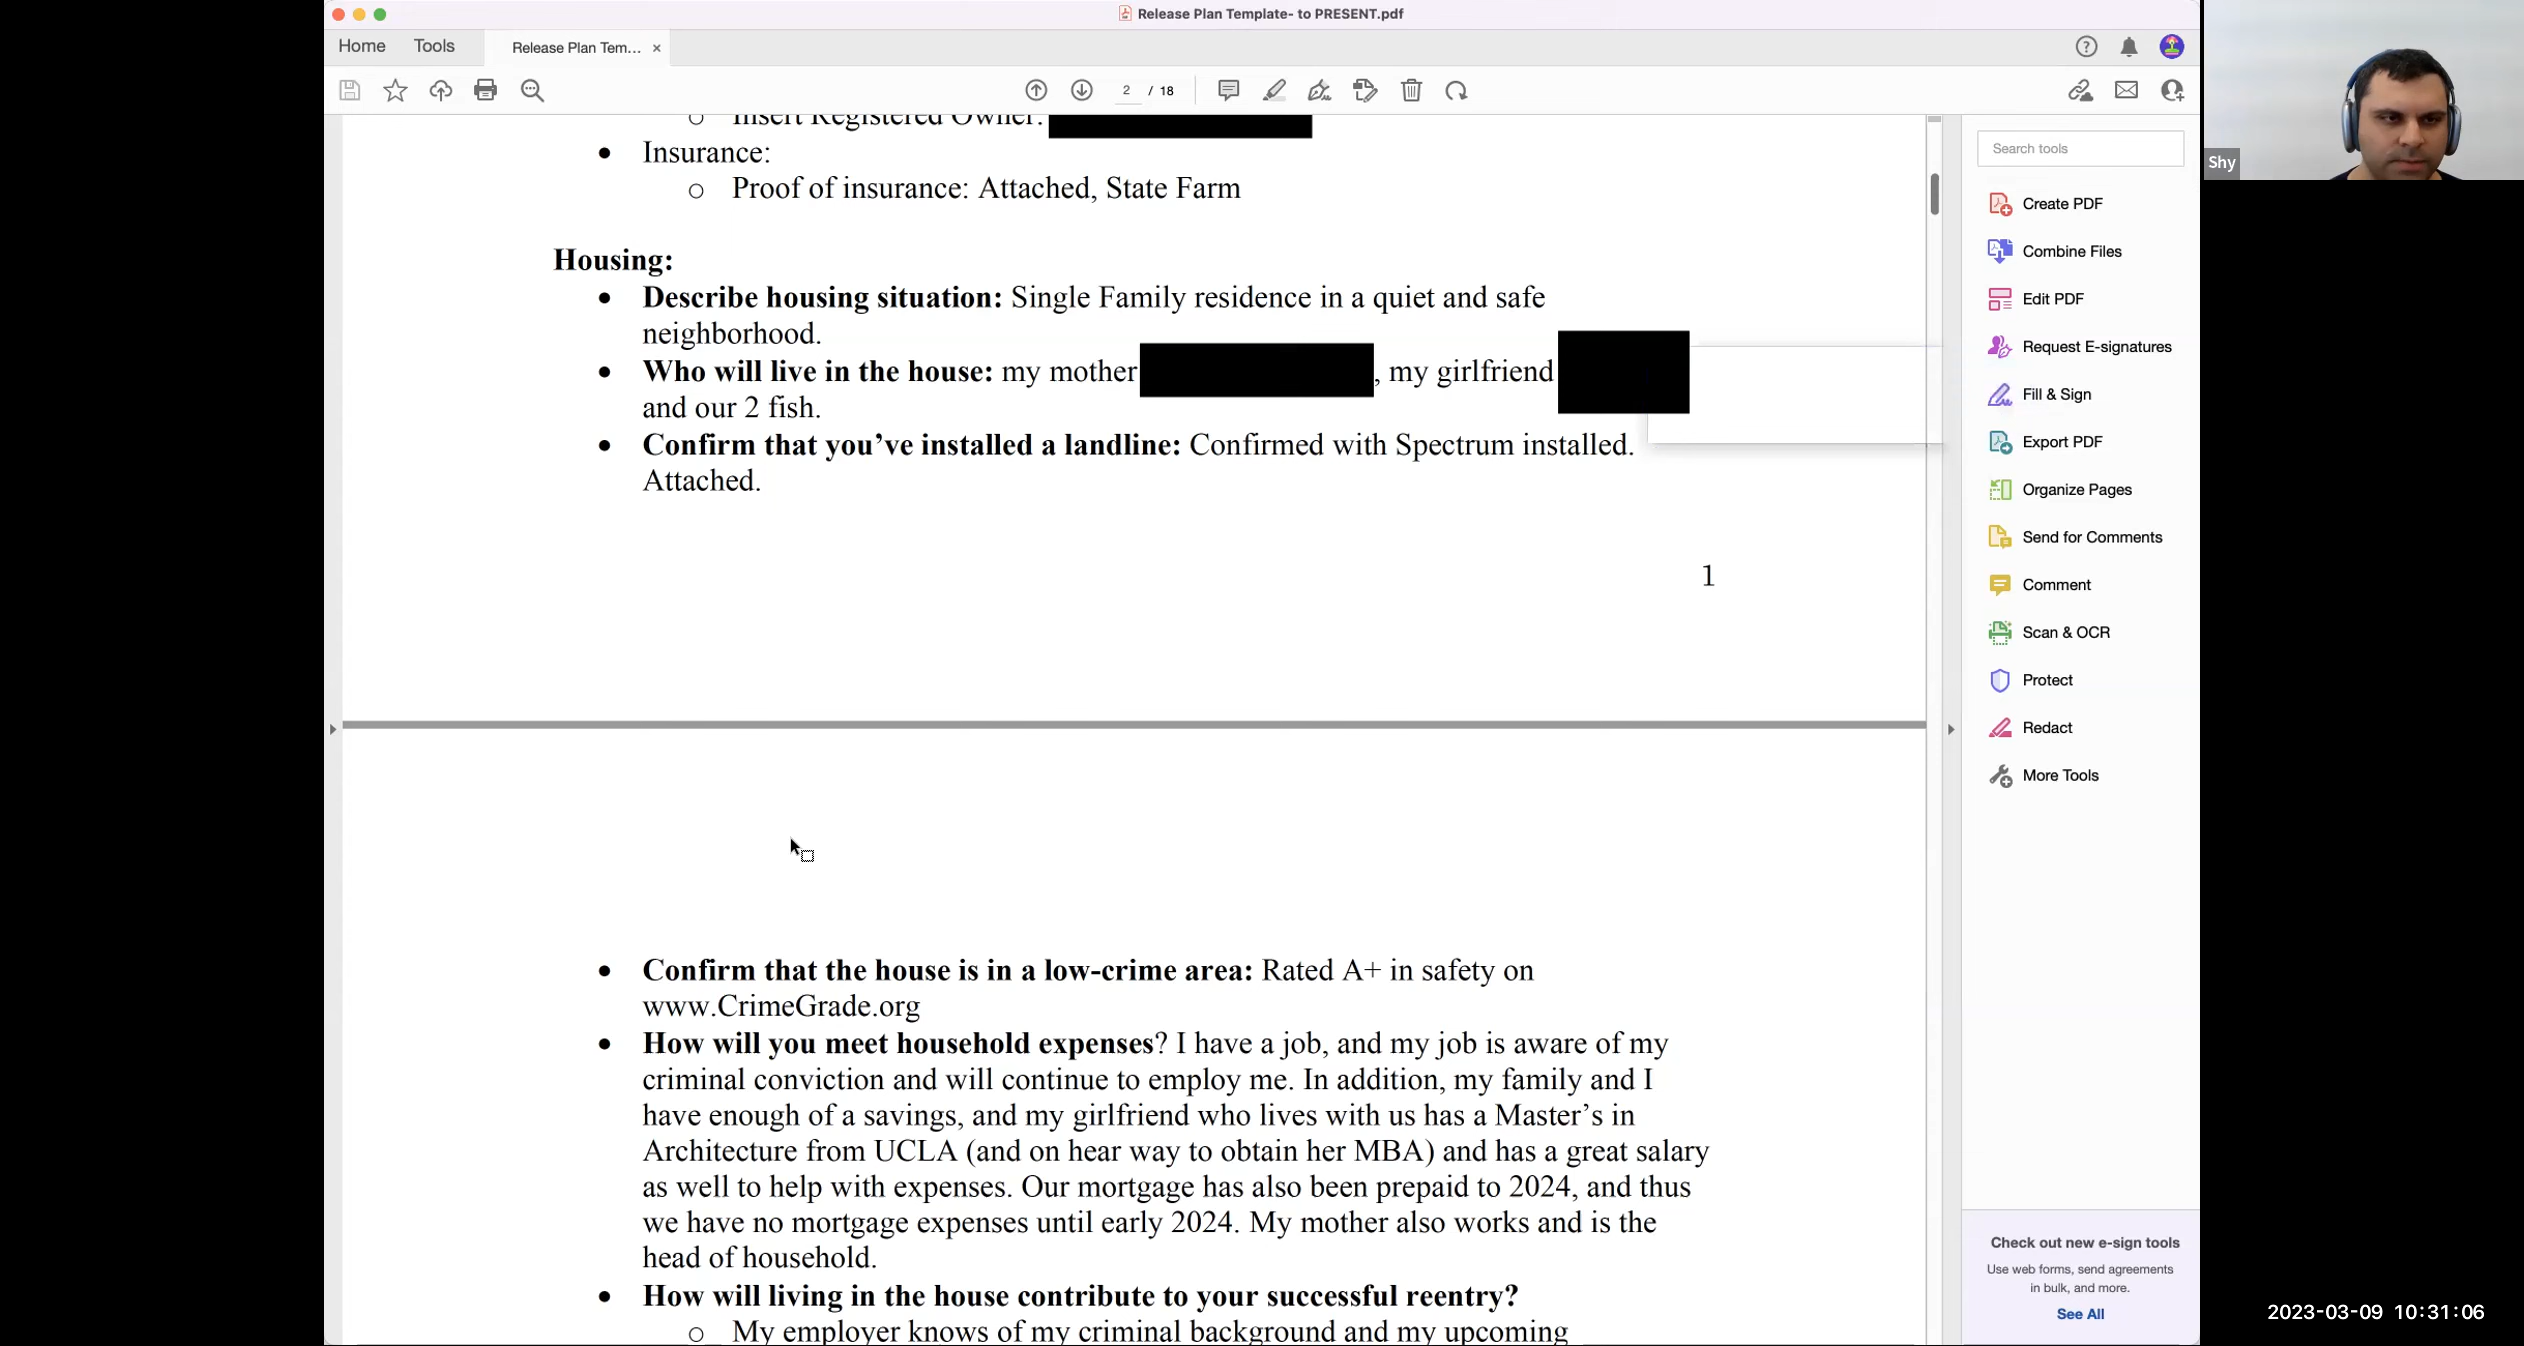 Release Plan Template- to PRESENT.pdf
Home Tools Release Plan Tem... ×
2 / 18
Insert Registered Owner:
Insurance:
Proof of insurance: Attached, State Farm
Housing:
Describe housing situation: Single Family residence in a quiet and safe
neighborhood.
Who will live in the house: my mother , my girlfriend
and our 2 fish.
Confirm that you’ve installed a landline: Confirmed with Spectrum installed.
Attached.
1
Confirm that the house is in a low-crime area: Rated A+ in safety on
www.CrimeGrade.org
How will you meet household expenses? I have a job, and my job is aware of my
criminal conviction and will continue to employ me. In addition, my family and I
have enough of a savings, and my girlfriend who lives with us has a Master’s in
Architecture from UCLA (and on hear way to obtain her MBA) and has a great salary
as well to help with expenses. Our mortgage has also been prepaid to 2024, and thus
we have no mortgage expenses until early 2024. My mother also works and is the
head of household.
How will living in the house contribute to your successful reentry?
My employer knows of my criminal background and my upcoming
Search tools
Create PDF
Combine Files
Edit PDF
Request E-signatures
Fill & Sign
Export PDF
Organize Pages
Send for Comments
Comment
Scan & OCR
Protect
Redact
More Tools
Check out new e-sign tools
Use web forms, send agreements
in bulk, and more.
See All
Shy
2023-03-09 10:31:06